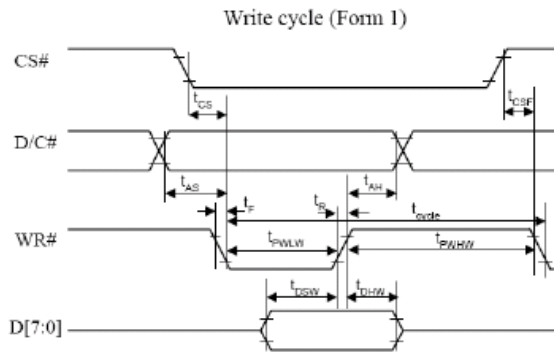 Write cycle (Form 1)
CS#
tCS
tCSF
D/C#
tAS
tAH
tF
tR
tcycle
WR#
tPWLW
tPWHW
tDSW
tDHW
D[7:0]